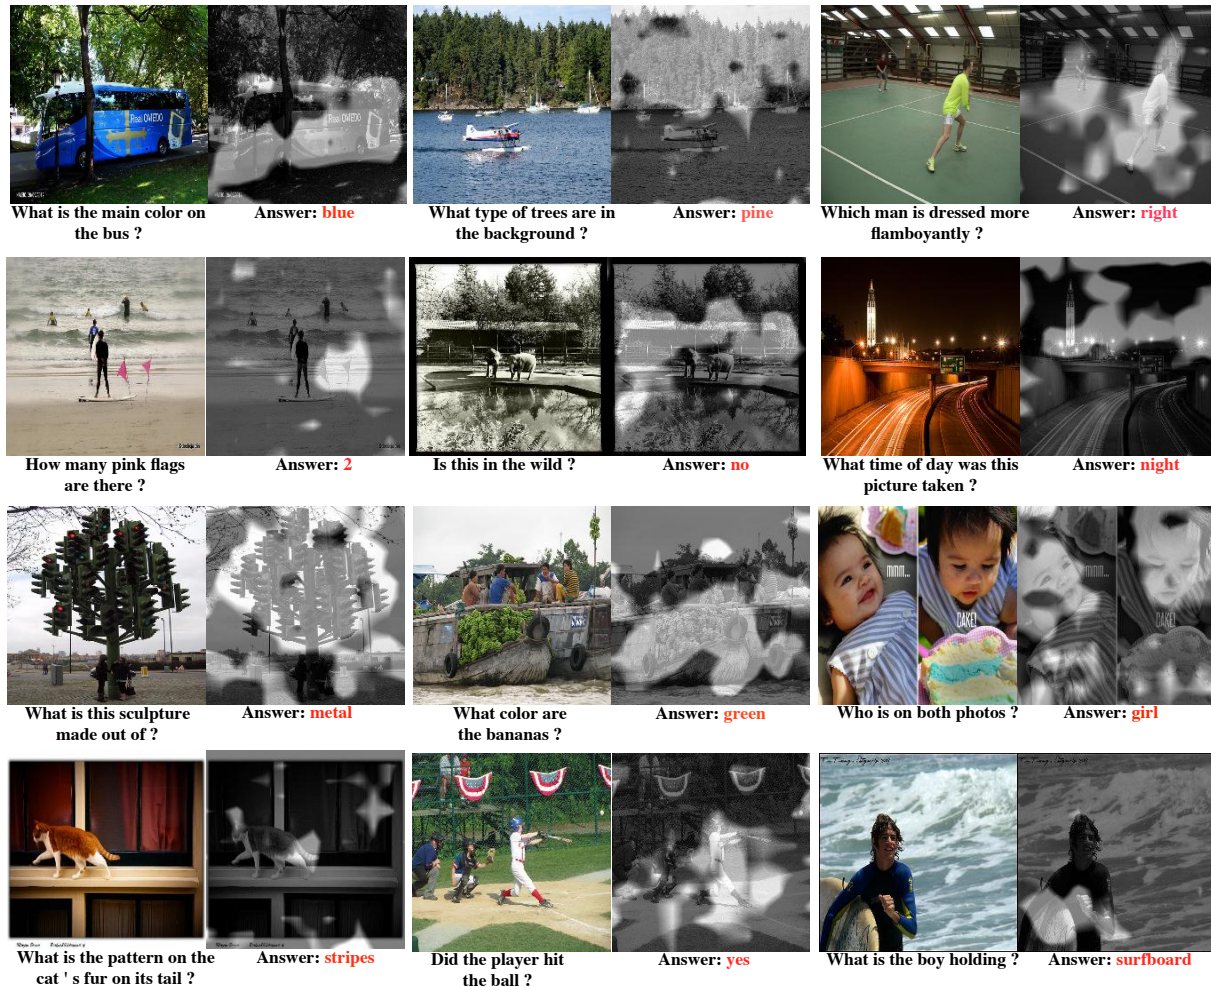 Real OVIEDO
What is the main color on
the bus ?
Answer: blue
What type of trees are in
the background ?
Answer: pine
Which man is dressed more
flamboyantly ?
Answer: right
How many pink flags
are there ?
Answer: 2
Is this in the wild ?
Answer: no
What time of day was this
picture taken ?
Answer: night
mmm...
CAKE!
What is this sculpture
made out of ?
Answer: metal
What color are
the bananas ?
Answer: green
Who is on both photos ?
Answer: girl
What is the pattern on the
cat ' s fur on its tail ?
Answer: stripes
Did the player hit
the ball ?
Answer: yes
What is the boy holding ?
Answer: surfboard